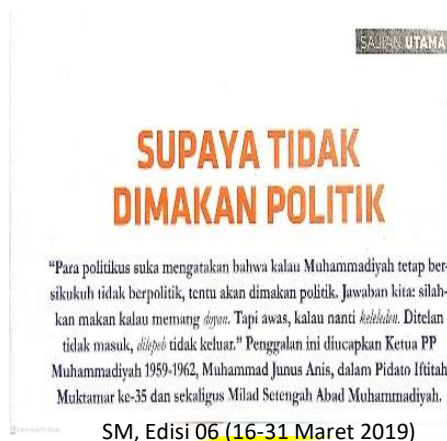 SAJIAN UTAMA
SUPAYA TIDAK
DIMAKAN POLITIK
“Para politikus suka mengatakan bahwa kalau Muhammadiyah tetap ber-
sikukuh tidak berpolitik, tentu akan dimakan politik. Jawaban kita: silah-
kan makan kalau memang doyan. Tapi awas, kalau nanti keleleden. Ditelan
tidak masuk, dilepeh tidak keluar.” Penggalan ini diucapkan Ketua PP
Muhammadiyah 1959-1962, Muhammad Junus Anis, dalam Pidato Iftitah
Muktamar ke-35 dan sekaligus Milad Setengah Abad Muhammadiyah.
SM, Edisi 06 (16-31 Maret 2019)